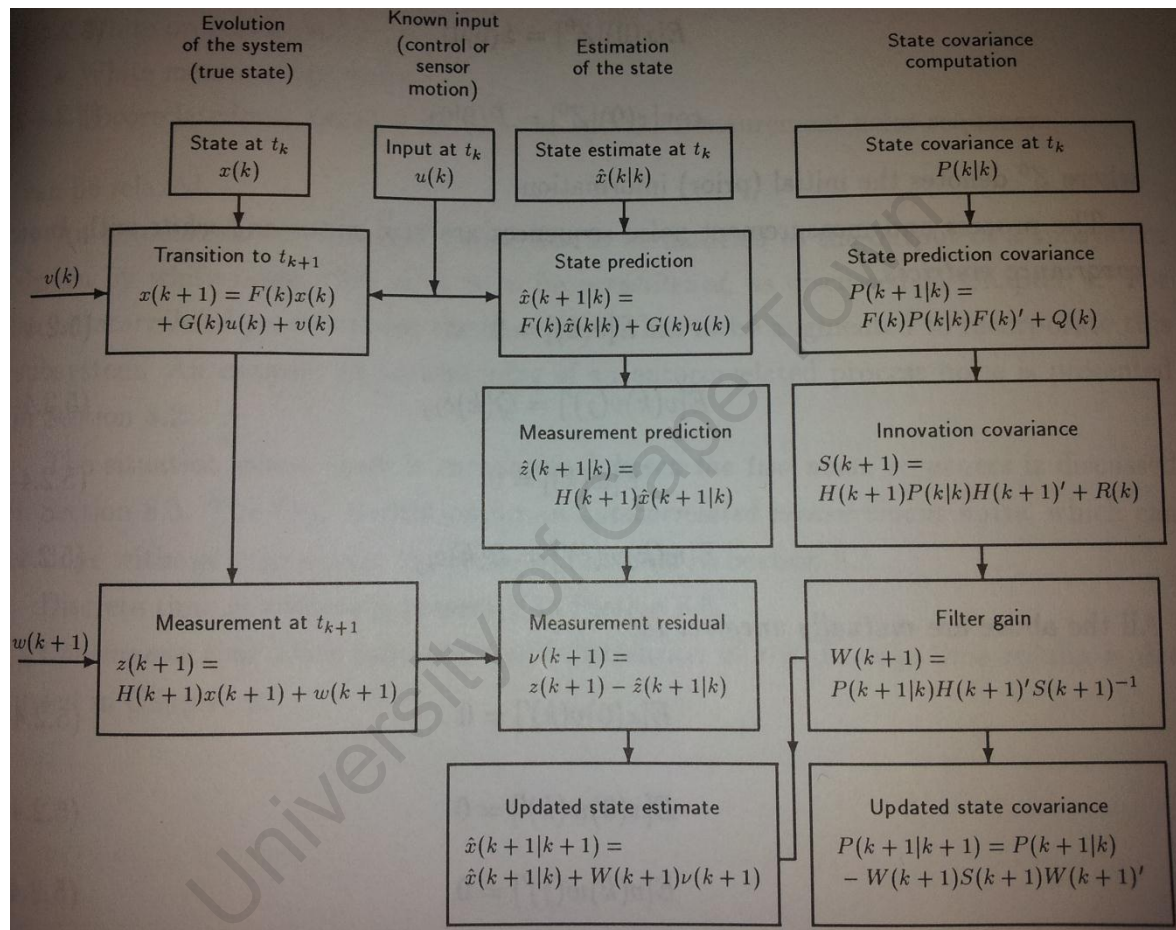 Evolution
of the system
(true state)
Known input
(control or
sensor
motion)
Estimation
of the state
State covariance
computation
State at t_k
x(k)
Input at t_k
u(k)
State estimate at t_k
x̂(k|k)
State covariance at t_k
P(k|k)
v(k)
Transition to t_{k+1}
x(k + 1) = F(k)x(k)
+ G(k)u(k) + v(k)
State prediction
x̂(k + 1|k) =
F(k)x̂(k|k) + G(k)u(k)
State prediction covariance
P(k + 1|k) =
F(k)P(k|k)F(k)′ + Q(k)
Measurement prediction
ẑ(k + 1|k) =
H(k + 1)x̂(k + 1|k)
Innovation covariance
S(k + 1) =
H(k + 1)P(k|k)H(k + 1)′ + R(k)
w(k + 1)
Measurement at t_{k+1}
z(k + 1) =
H(k + 1)x(k + 1) + w(k + 1)
Measurement residual
ν(k + 1) =
z(k + 1) − ẑ(k + 1|k)
Filter gain
W(k + 1) =
P(k + 1|k)H(k + 1)′S(k + 1)⁻¹
Updated state estimate
x̂(k + 1|k + 1) =
x̂(k + 1|k) + W(k + 1)ν(k + 1)
Updated state covariance
P(k + 1|k + 1) = P(k + 1|k)
− W(k + 1)S(k + 1)W(k + 1)′
University of Cape Town